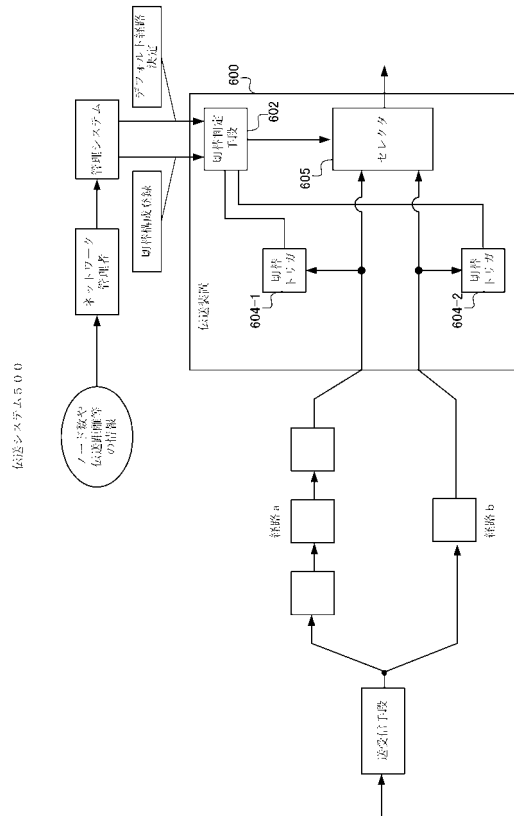 伝送システム500
ノード数や
伝送距離等
の情報
ネットワーク
管理者
管理システム
切替構成登録
デフォルト経路
決定
伝送装置
600
切替判定
手段
602
切替
トリガ
604-1
605
セレクタ
切替
トリガ
604-2
経路a
経路b
送受信手段